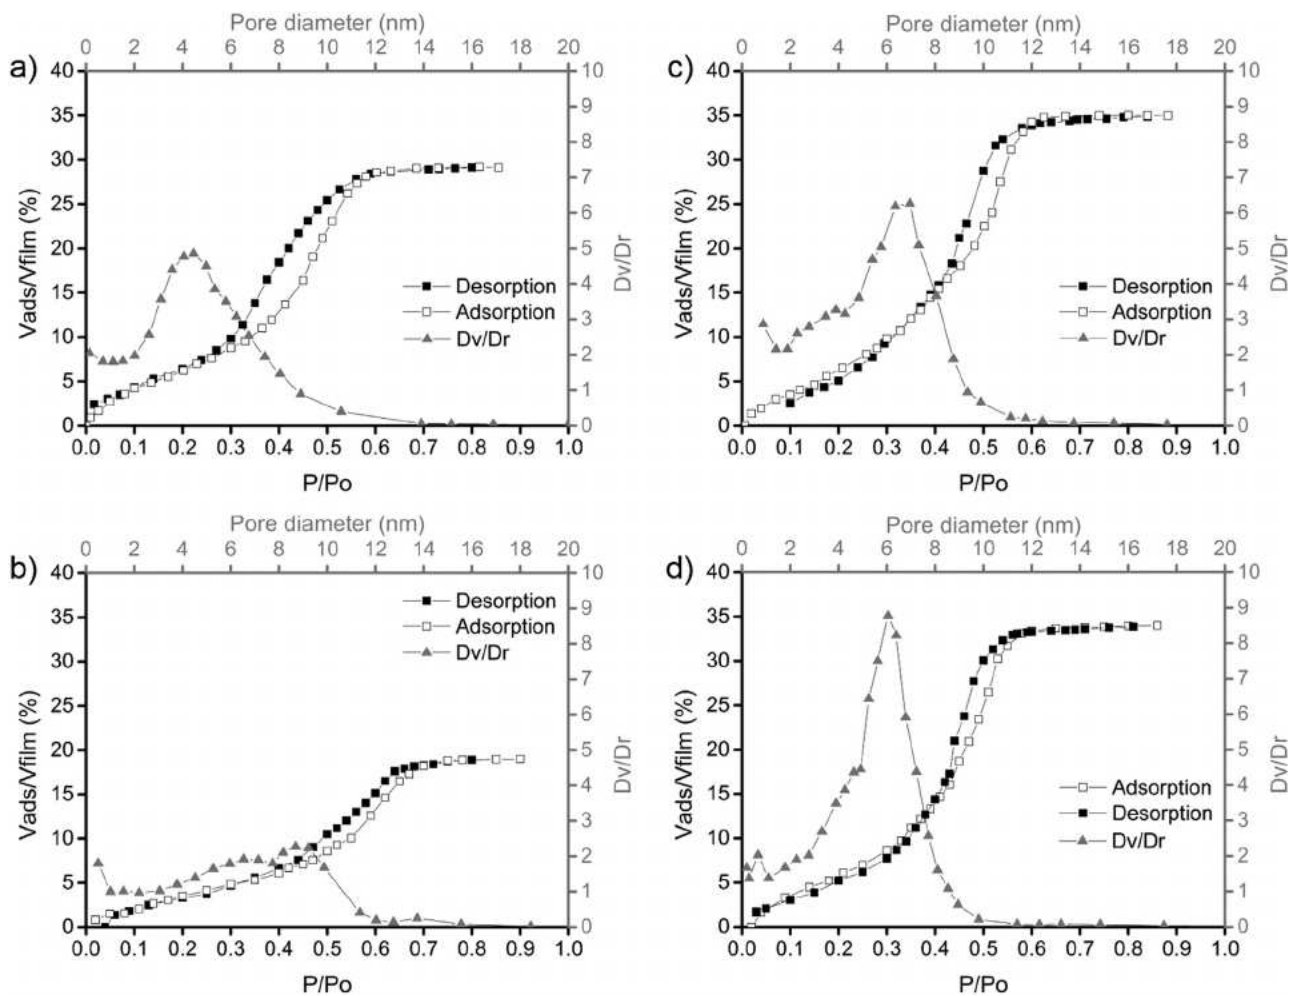 a)
Pore diameter (nm)
0 2 4 6 8 10 12 14 16 18 20
40 35 30 25 20 15 10 5 0
Vads/Vfilm (%)
10 9 8 7 6 5 4 3 2 1 0
Dv/Dr
Desorption
Adsorption
Dv/Dr
0.0 0.1 0.2 0.3 0.4 0.5 0.6 0.7 0.8 0.9 1.0
P/Po
c)
Pore diameter (nm)
0 2 4 6 8 10 12 14 16 18 20
40 35 30 25 20 15 10 5 0
Vads/Vfilm (%)
10 9 8 7 6 5 4 3 2 1 0
Dv/Dr
Desorption
Adsorption
Dv/Dr
0.0 0.1 0.2 0.3 0.4 0.5 0.6 0.7 0.8 0.9 1.0
P/Po
b)
Pore diameter (nm)
0 2 4 6 8 10 12 14 16 18 20
40 35 30 25 20 15 10 5 0
Vads/Vfilm (%)
10 9 8 7 6 5 4 3 2 1 0
Dv/Dr
Desorption
Adsorption
Dv/Dr
0.0 0.1 0.2 0.3 0.4 0.5 0.6 0.7 0.8 0.9 1.0
P/Po
d)
Pore diameter (nm)
0 2 4 6 8 10 12 14 16 18 20
40 35 30 25 20 15 10 5 0
Vads/Vfilm (%)
10 9 8 7 6 5 4 3 2 1 0
Dv/Dr
Adsorption
Desorption
Dv/Dr
0.0 0.1 0.2 0.3 0.4 0.5 0.6 0.7 0.8 0.9 1.0
P/Po